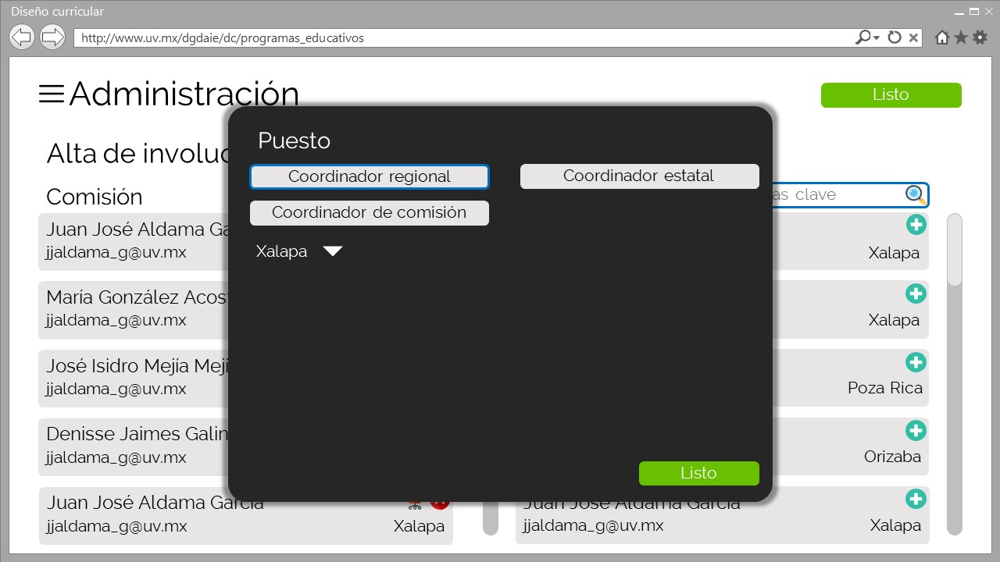 Diseño curricular
http://www.uv.mx/dgdaie/dc/programas_educativos
Administración
Listo
Alta de involuc
Puesto
Coordinador regional
Coordinador estatal
Coordinador de comisión
Xalapa
Listo
Comisión
clave
Juan José Aldama Ga
jjaldama_g@uv.mx
Xalapa
María González Acos
jjaldama_g@uv.mx
Xalapa
José Isidro Mejía Mejí
jjaldama_g@uv.mx
Poza Rica
Denisse Jaimes Galin
jjaldama_g@uv.mx
Orizaba
Juan José Aldama García
jjaldama_g@uv.mx
Xalapa
Juan José Aldama García
jjaldama_g@uv.mx
Xalapa